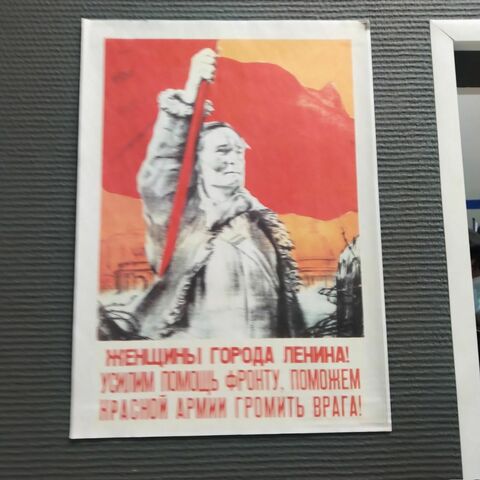 ЖЕНЩИНЫ ГОРОДА ЛЕНИНА!
УСИЛИМ ПОМОЩЬ ФРОНТУ, ПОМОЖЕМ
КРАСНОЙ АРМИИ ГРОМИТЬ ВРАГА!